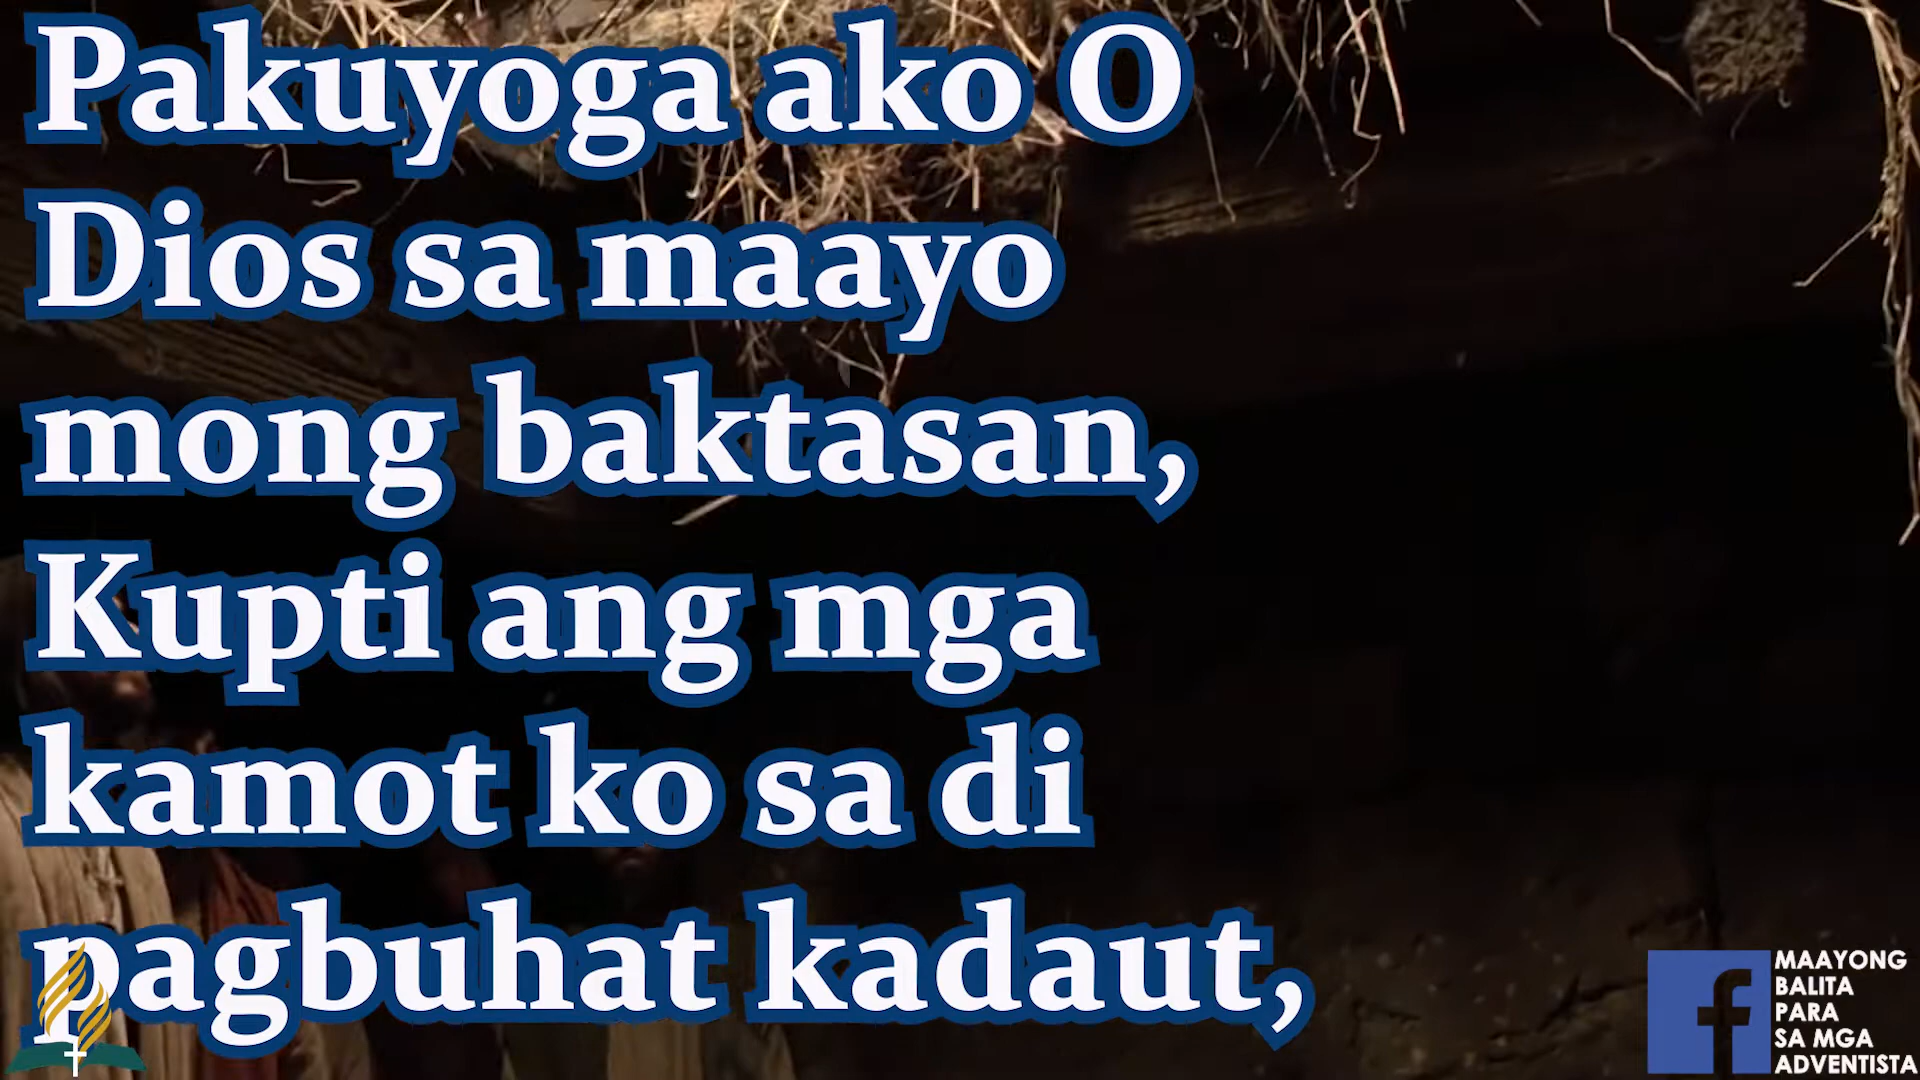 Pakuyoga ako O
Dios sa maayo
mong baktasan,
Kupti ang mga
kamot ko sa di
pagbuhat kadaut,
MAAYONG
BALITA
PARA
SA MGA
ADVENTISTA